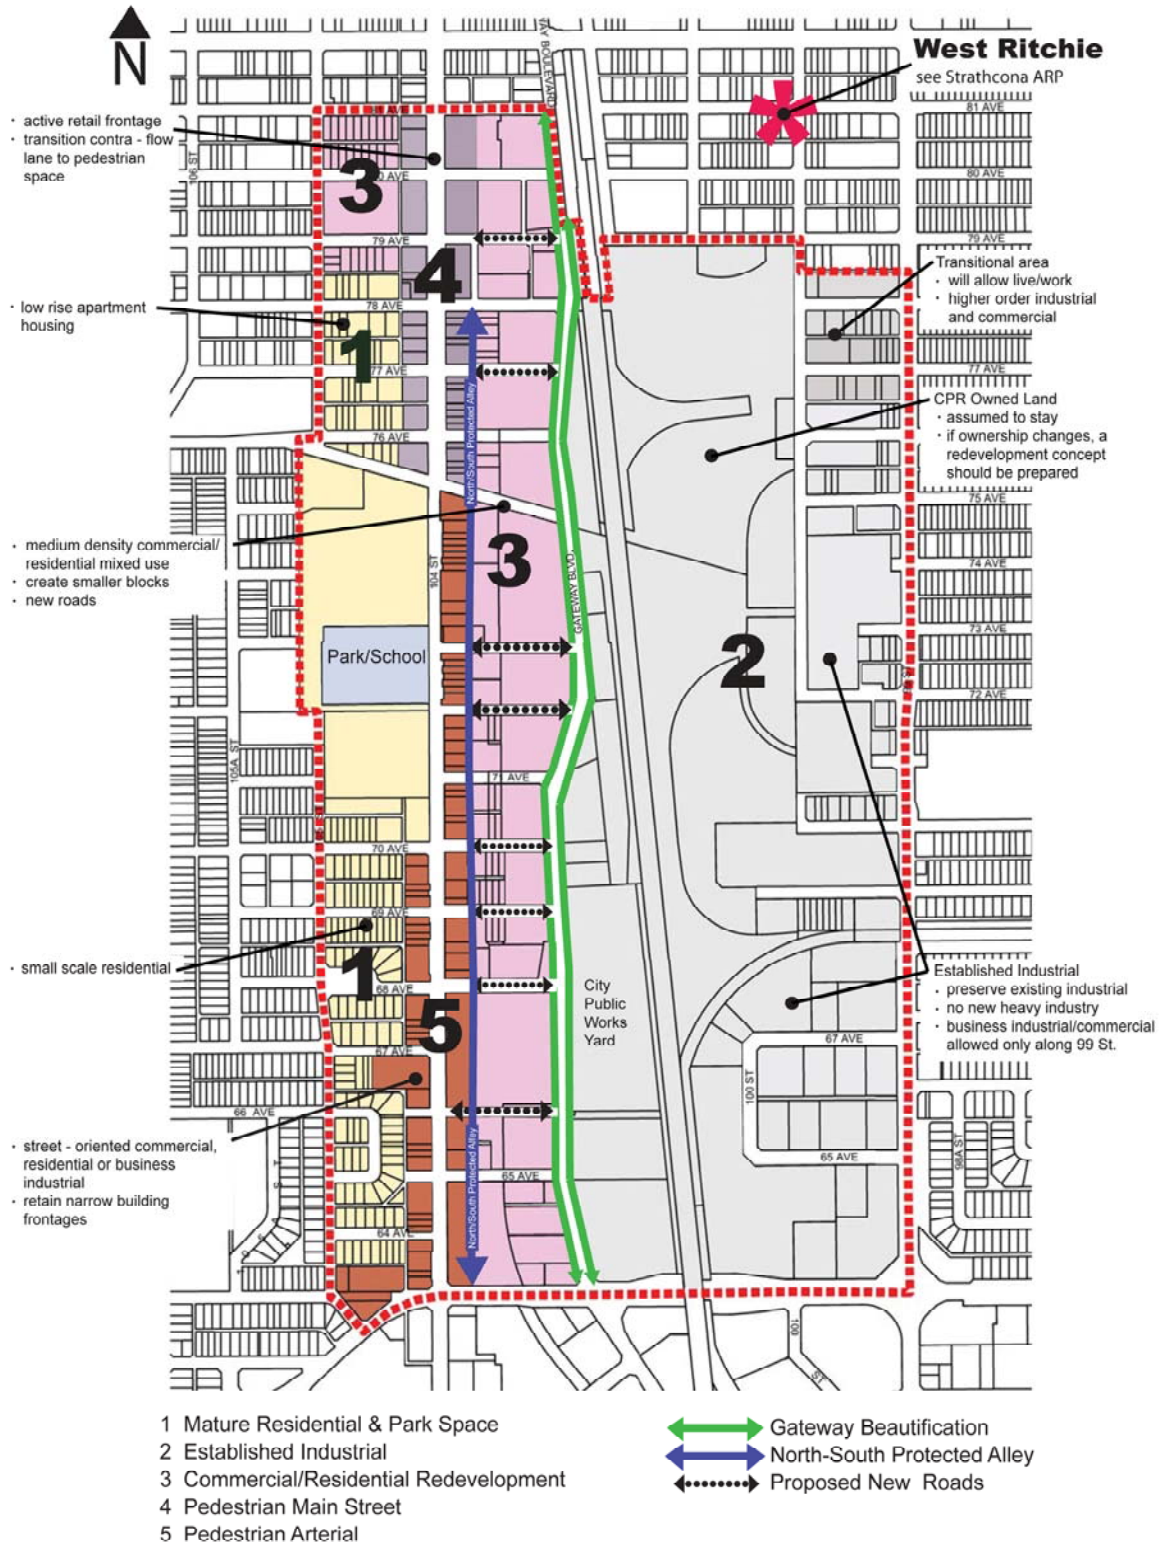 N
West Ritchie
see Strathcona ARP
81 AVE
80 AVE
79 AVE
77 AVE
75 AVE
74 AVE
73 AVE
72 AVE
· active retail frontage
· transition contra - flow
lane to pedestrian
space
106 ST
3
79 AVE
4
78 AVE
· low rise apartment
housing
1
77 AVE
76 AVE
Transitional area
· will allow live/work
· higher order industrial
and commercial
CPR Owned Land
· assumed to stay
· if ownership changes, a
redevelopment concept
should be prepared
North/South Protected Alley
· medium density commercial/
residential mixed use
· create smaller blocks
· new roads
104 ST
3
GATEWAY BLVD.
2
Park/School
105A ST
71 AVE
70 AVE
69 AVE
· small scale residential
1
68 AVE
5
67 AVE
City
Public
Works
Yard
Established Industrial
· preserve existing industrial
· no new heavy industry
· business industrial/commercial
allowed only along 99 St.
67 AVE
100 ST
65 AVE
98A ST
66 AVE
· street - oriented commercial,
residential or business
industrial
· retain narrow building
frontages
65 AVE
64 AVE
North/South Protected Alley
100
ST
1 Mature Residential & Park Space
2 Established Industrial
3 Commercial/Residential Redevelopment
4 Pedestrian Main Street
5 Pedestrian Arterial
Gateway Beautification
North-South Protected Alley
Proposed New Roads